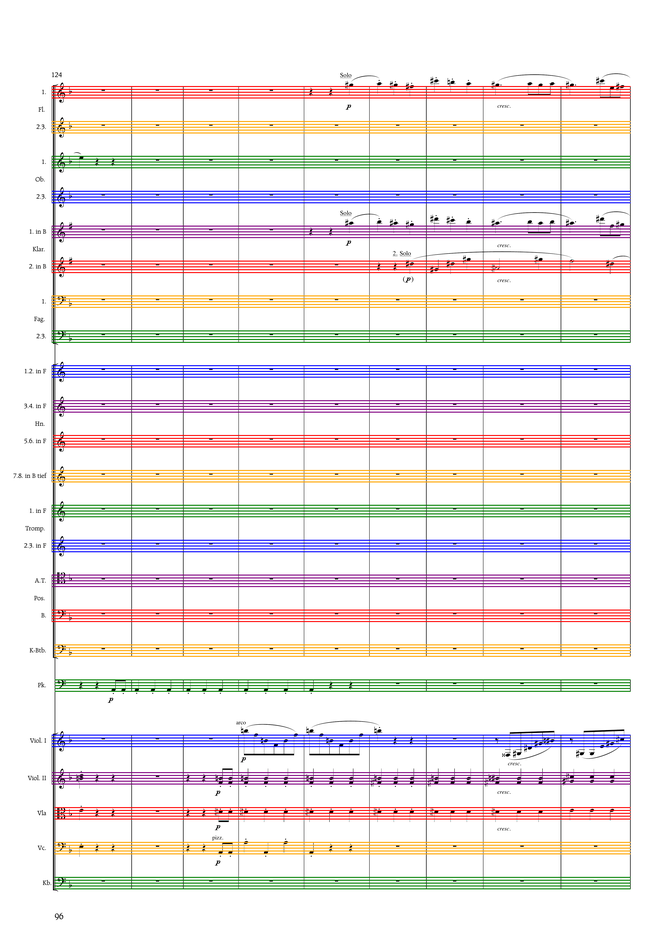 124
Solo
1.
p
cresc.
Fl.
2.3.
1.
Ob.
2.3.
Solo
1. in B
p
cresc.
Klar.
2. Solo
2. in B
(p)
cresc.
1.
Fag.
2.3.
1.2. in F
3.4. in F
Hn.
5.6. in F
7.8. in B tief
1. in F
Tromp.
2.3. in F
A.T.
Pos.
B.
K-Btb.
Pk.
p
arco
Viol. I
p
cresc.
Viol. II
p
cresc.
Vla
p
cresc.
pizz.
Vc.
p
Kb.
96